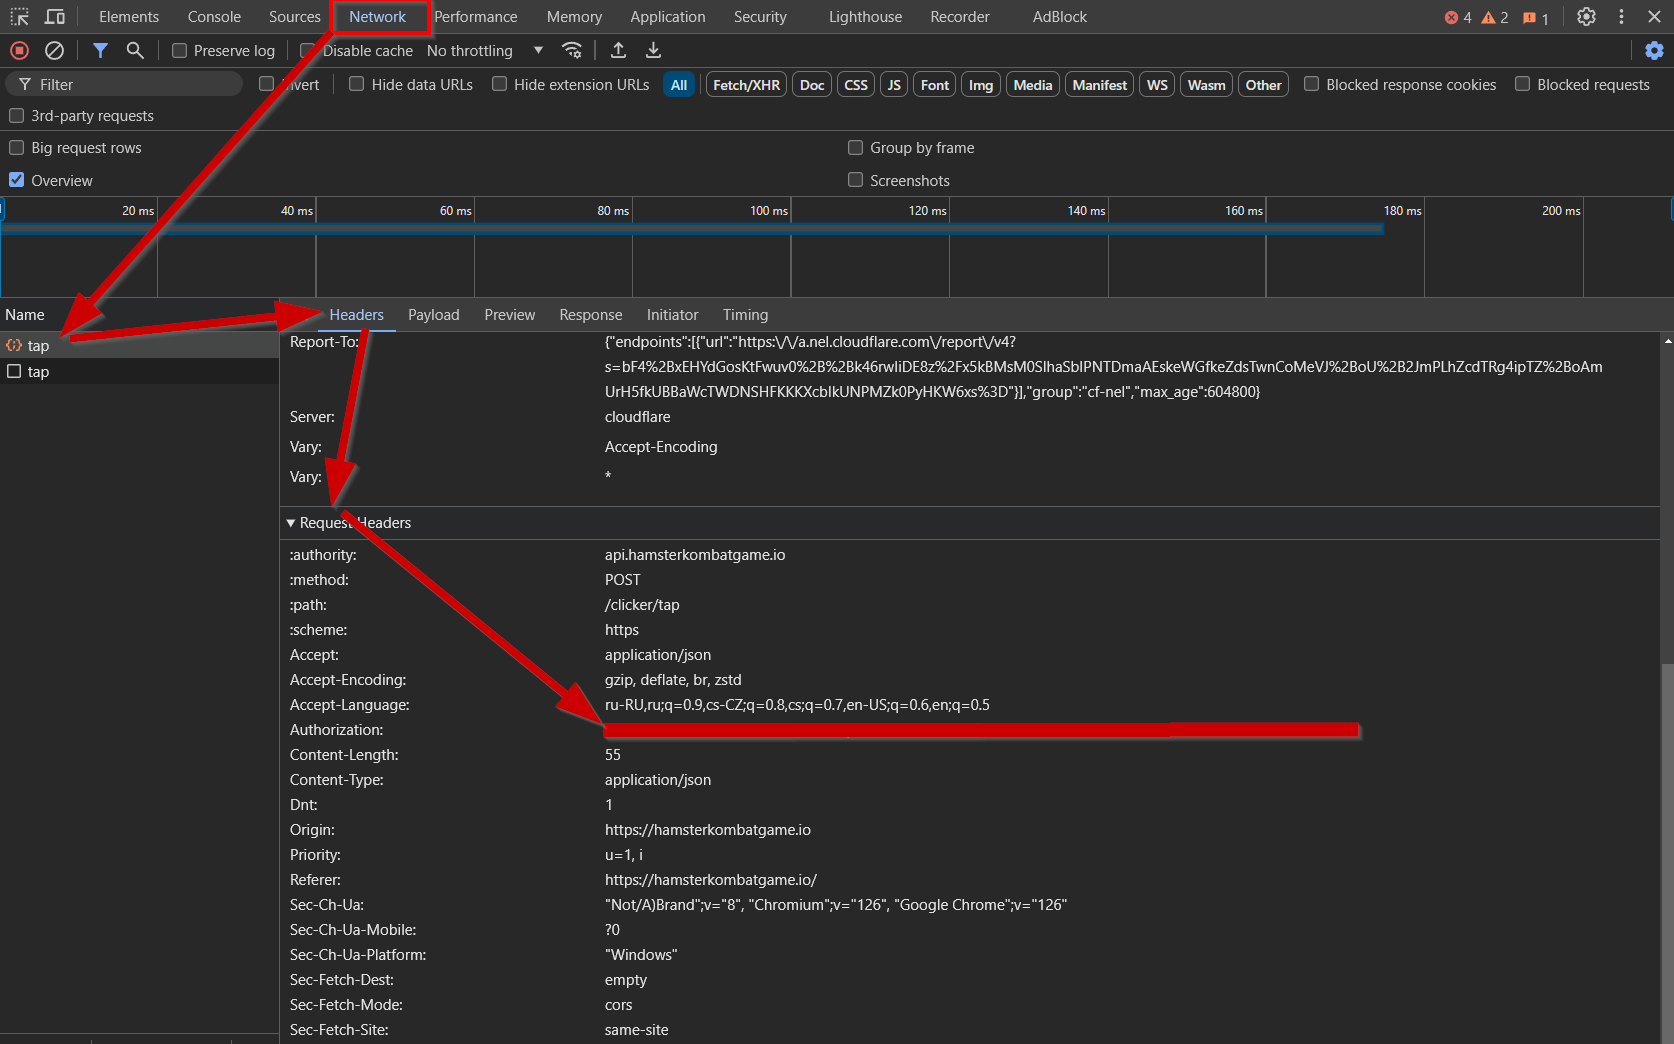 Elements Console Sources Network Performance Memory Application Security Lighthouse Recorder AdBlock 4 2 1
Preserve log Disable cache No throttling
Filter Invert Hide data URLs Hide extension URLs All Fetch/XHR Doc CSS JS Font Img Media Manifest WS Wasm Other Blocked response cookies Blocked requests
3rd-party requests
Big request rows Group by frame
Overview Screenshots
20 ms 40 ms 60 ms 80 ms 100 ms 120 ms 140 ms 160 ms 180 ms 200 ms
Name Headers Payload Preview Response Initiator Timing
tap
tap
Report-To: {"endpoints":[{"url":"https:\/\/a.nel.cloudflare.com\/report\/v4?
s=bF4%2BxEHYdGosKtFwuv0%2B%2Bk46rwIiDE8z%2Fx5kBMsM0SlhaSblPNTDmaAEskeWGfkeZdsTwnCoMeVJ%2BoU%2B2JmPLhZcdTRg4ipTZ%2BoAm
UrH5fkUBBaWcTWDNSHFKKKXcbIkUNPMZk0PyHKW6xs%3D"}],"group":"cf-nel","max_age":604800}
Server: cloudflare
Vary: Accept-Encoding
Vary: *
Request Headers
:authority: api.hamsterkombatgame.io
:method: POST
:path: /clicker/tap
:scheme: https
Accept: application/json
Accept-Encoding: gzip, deflate, br, zstd
Accept-Language: ru-RU,ru;q=0.9,cs-CZ;q=0.8,cs;q=0.7,en-US;q=0.6,en;q=0.5
Authorization:
Content-Length: 55
Content-Type: application/json
Dnt: 1
Origin: https://hamsterkombatgame.io
Priority: u=1, i
Referer: https://hamsterkombatgame.io/
Sec-Ch-Ua: "Not/A)Brand";v="8", "Chromium";v="126", "Google Chrome";v="126"
Sec-Ch-Ua-Mobile: ?0
Sec-Ch-Ua-Platform: "Windows"
Sec-Fetch-Dest: empty
Sec-Fetch-Mode: cors
Sec-Fetch-Site: same-site